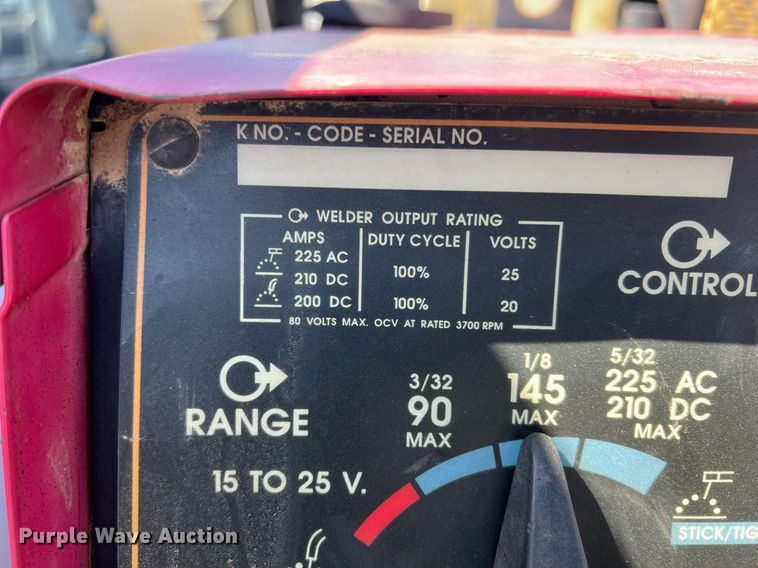 K NO. - CODE - SERIAL NO.
WELDER OUTPUT RATING
AMPS DUTY CYCLE VOLTS
225 AC
210 DC 100% 25
200 DC 100% 20
80 VOLTS MAX. OCV AT RATED 3700 RPM
CONTROL
RANGE
3/32
90
MAX
1/8
145
MAX
5/32
225 AC
210 DC
MAX
15 TO 25 V.
STICK/TIG
Purple Wave Auction